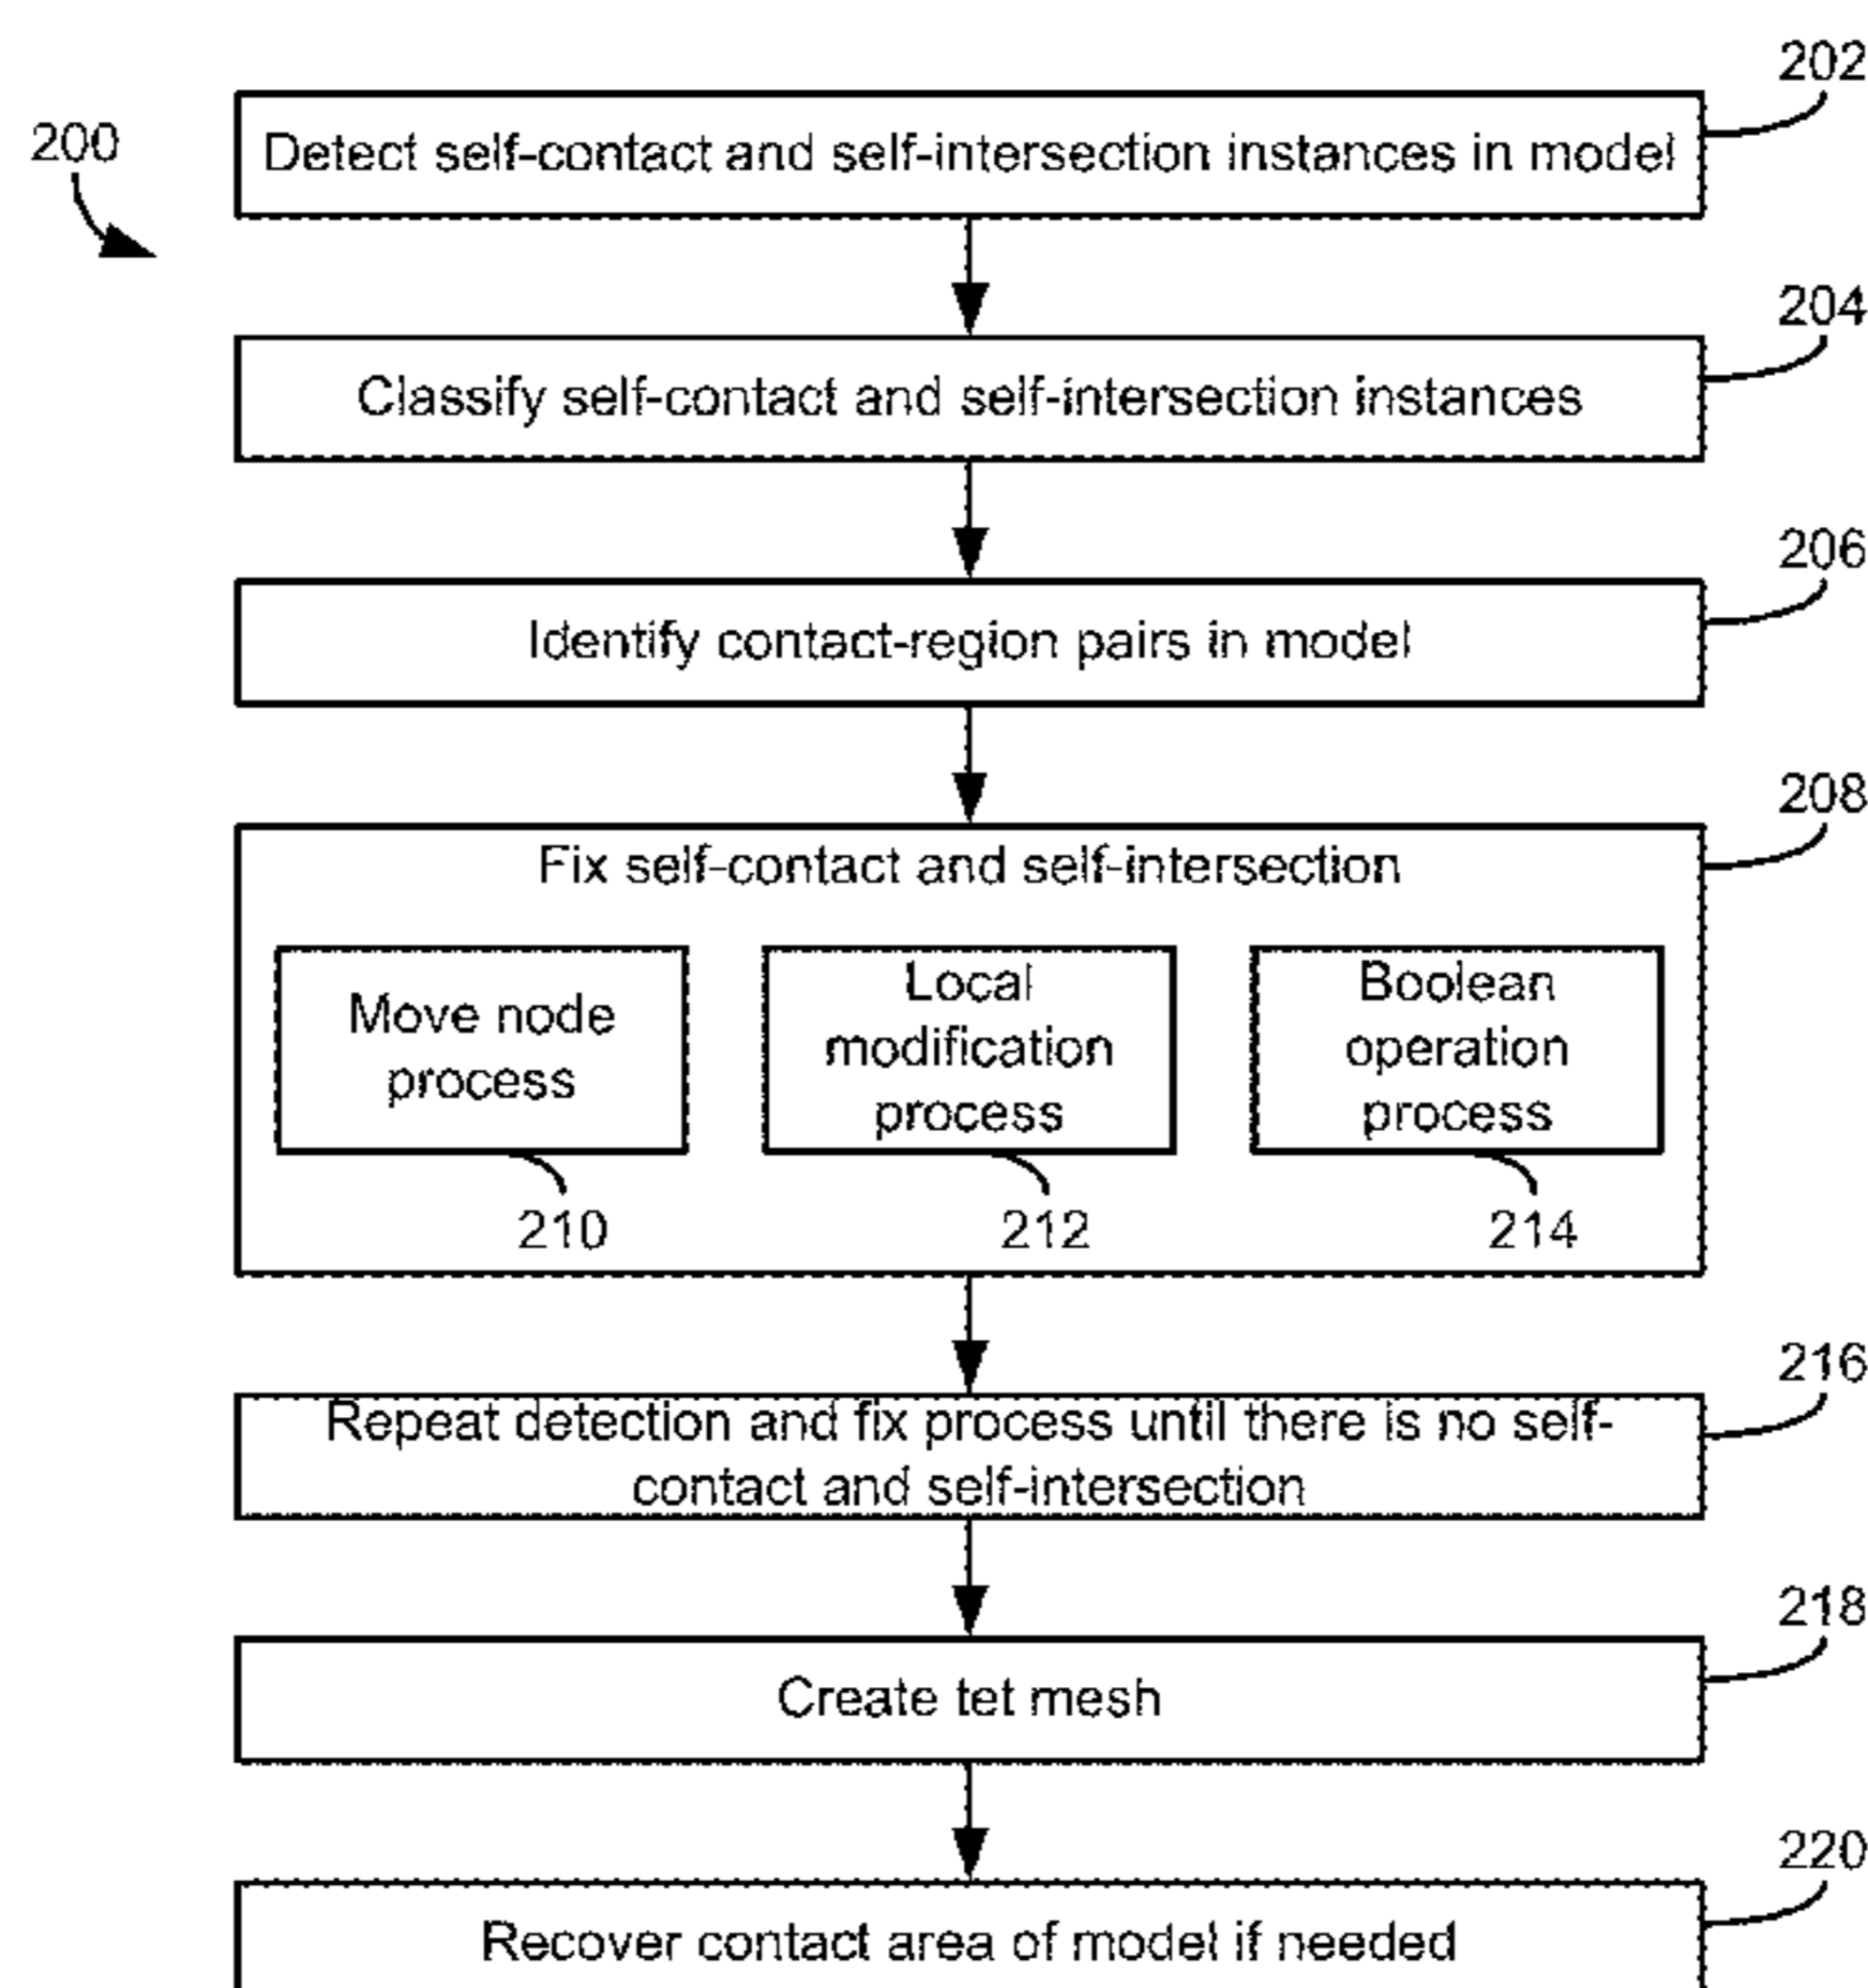 202
200
Detect self-contact and self-intersection instances in model
204
Classify self-contact and self-intersection instances
206
Identify contact-region pairs in model
208
Fix self-contact and self-intersection
Move node
process
Local
modification
process
Boolean
operation
process
210
212
214
216
Repeat detection and fix process until there is no self-
contact and self-intersection
218
Create tet mesh
220
Recover contact area of model if needed